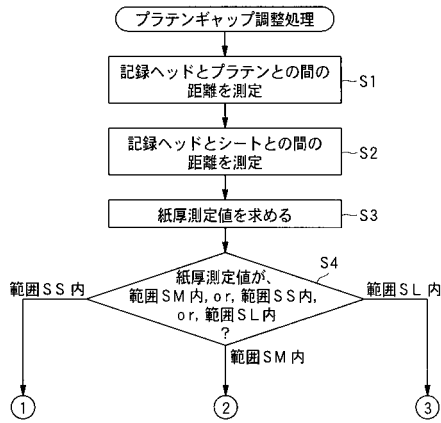 プラテンギャップ調整処理
記録ヘッドとプラテンとの間の
距離を測定
S1
記録ヘッドとシートとの間の
距離を測定
S2
紙厚測定値を求める
S3
S4
紙厚測定値が、
範囲SM内, or, 範囲SS内,
or, 範囲SL内
?
範囲SS内
範囲SL内
範囲SM内
1
2
3